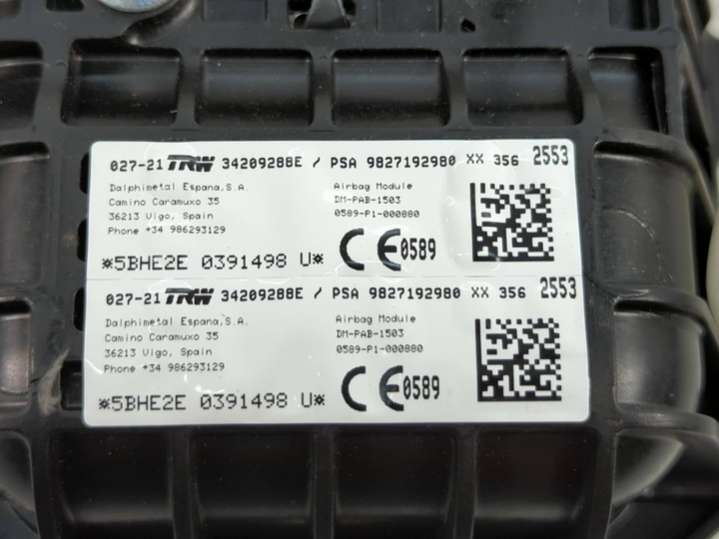 027-21 TRW 34209288E / PSA 9827192980 XX 356 2553
Dalphimetal Espana,S.A.
Camino Caramuxo 35
36213 Vigo, Spain
Phone +34 986293129
Airbag Module
DM-PAB-1503
0589-P1-000880
CE0589
*5BHE2E 0391498 U*
027-21 TRW 34209288E / PSA 9827192980 XX 356 2553
Dalphimetal Espana,S.A.
Camino Caramuxo 35
36213 Vigo, Spain
Phone +34 986293129
Airbag Module
DM-PAB-1503
0589-P1-000880
CE0589
*5BHE2E 0391498 U*